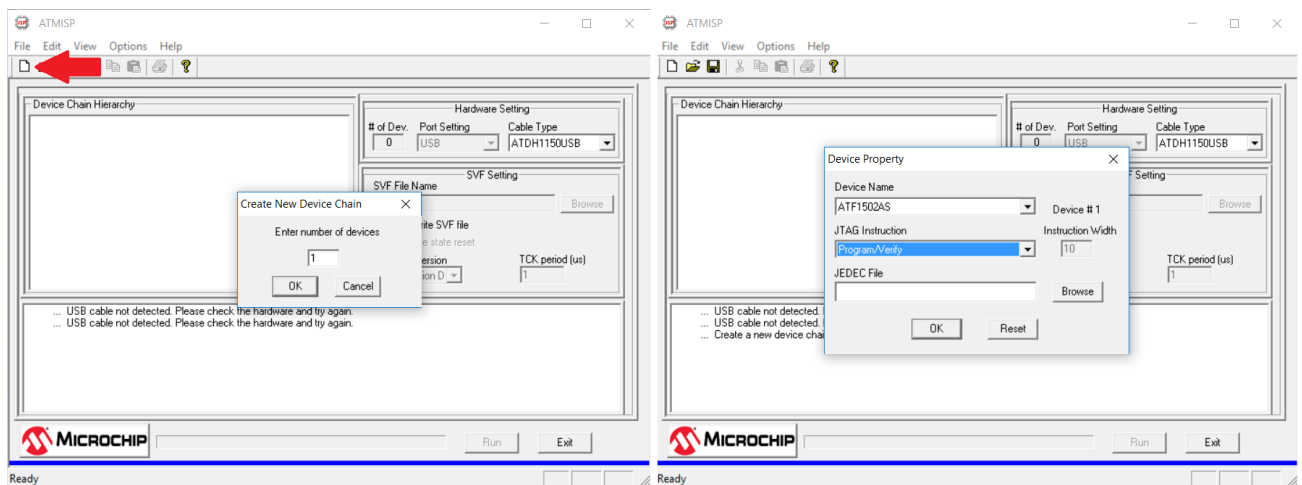 ATMISP
File Edit View Options Help
Device Chain Hierarchy
Hardware Setting
# of Dev. Port Setting Cable Type
0 USB ATDH1150USB
SVF Setting
SVF File Name
Browse
ite SVF file
e state reset
ersion TCK period (us)
ion D 1
Create New Device Chain
Enter number of devices
1
OK Cancel
... USB cable not detected. Please check the hardware and try again.
... USB cable not detected. Please check the hardware and try again.
MICROCHIP
Run Exit
Ready
ATMISP
File Edit View Options Help
Device Chain Hierarchy
Hardware Setting
# of Dev. Port Setting Cable Type
0 USB ATDH1150USB
Setting
Browse
TCK period (us)
1
Device Property
Device Name
ATF1502AS Device # 1
JTAG Instruction Instruction Width
Program/Verify 10
JEDEC File
Browse
OK Reset
... USB cable not detected.
... USB cable not detected.
... Create a new device chai
MICROCHIP
Run Exit
Ready